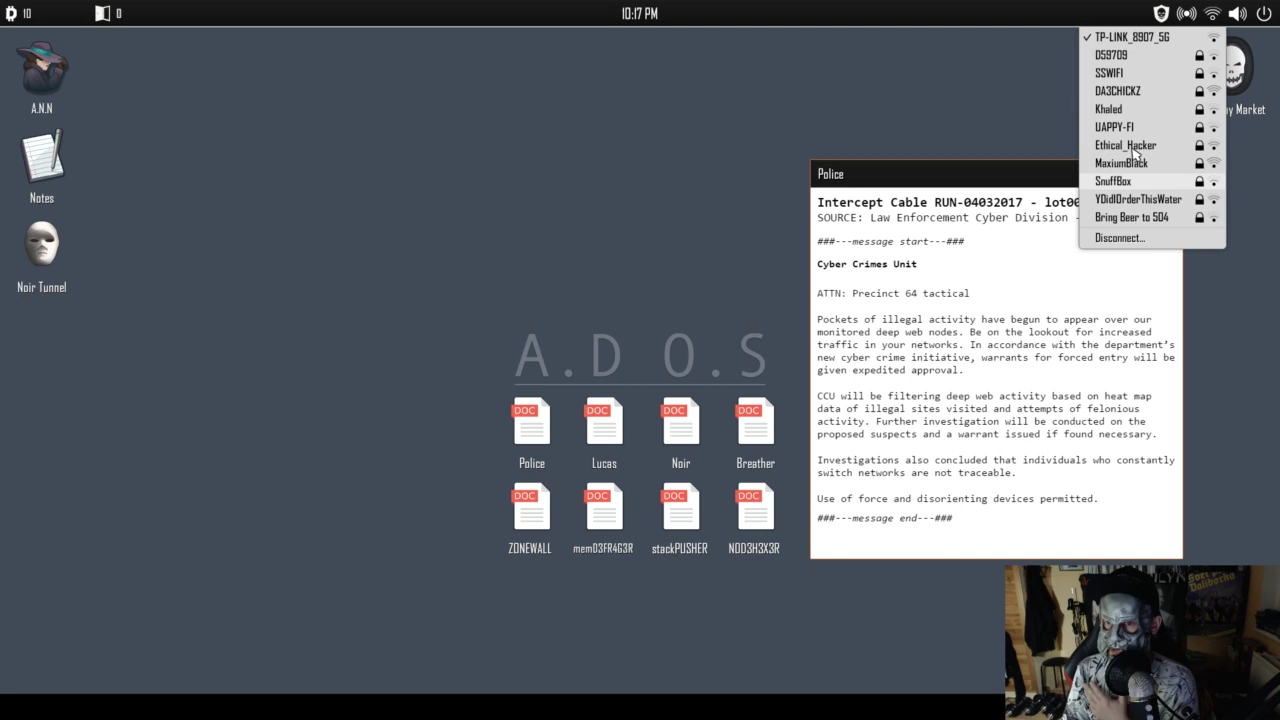 10
0
10:17 PM
TP-LINK_8907_5G
D59709
SSWIFI
DA3CHICKZ
Khaled
UAPPY-FI
Ethical_Hacker
MaxiumBlack
SnuffBox
YDidIOrderThisWater
Bring Beer to 504
Disconnect...
A.N.N
Notes
Noir Tunnel
Market
Police
Intercept Cable RUN-04032017 -
SOURCE: Law Enforcement Cyber Division -
###---message start---###
Cyber Crimes Unit
ATTN: Precinct 64 tactical
Pockets of illegal activity have begun to appear over our
monitored deep web nodes. Be on the lookout for increased
traffic in your networks. In accordance with the department's
new cyber crime initiative, warrants for forced entry will be
given expedited approval.
CCU will be filtering deep web activity based on heat map
data of illegal sites visited and attempts of felonious
activity. Further investigation will be conducted on the
proposed suspects and a warrant issued if found necessary.
Investigations also concluded that individuals who constantly
switch networks are not traceable.
Use of force and disorienting devices permitted.
###---message end---###
A.D O.S
DOC
DOC
DOC
DOC
Police
Lucas
Noir
Breather
DOC
DOC
DOC
DOC
ZONEWALL
memD3FR4G3R
stackPUSHER
NOD3H3X3R